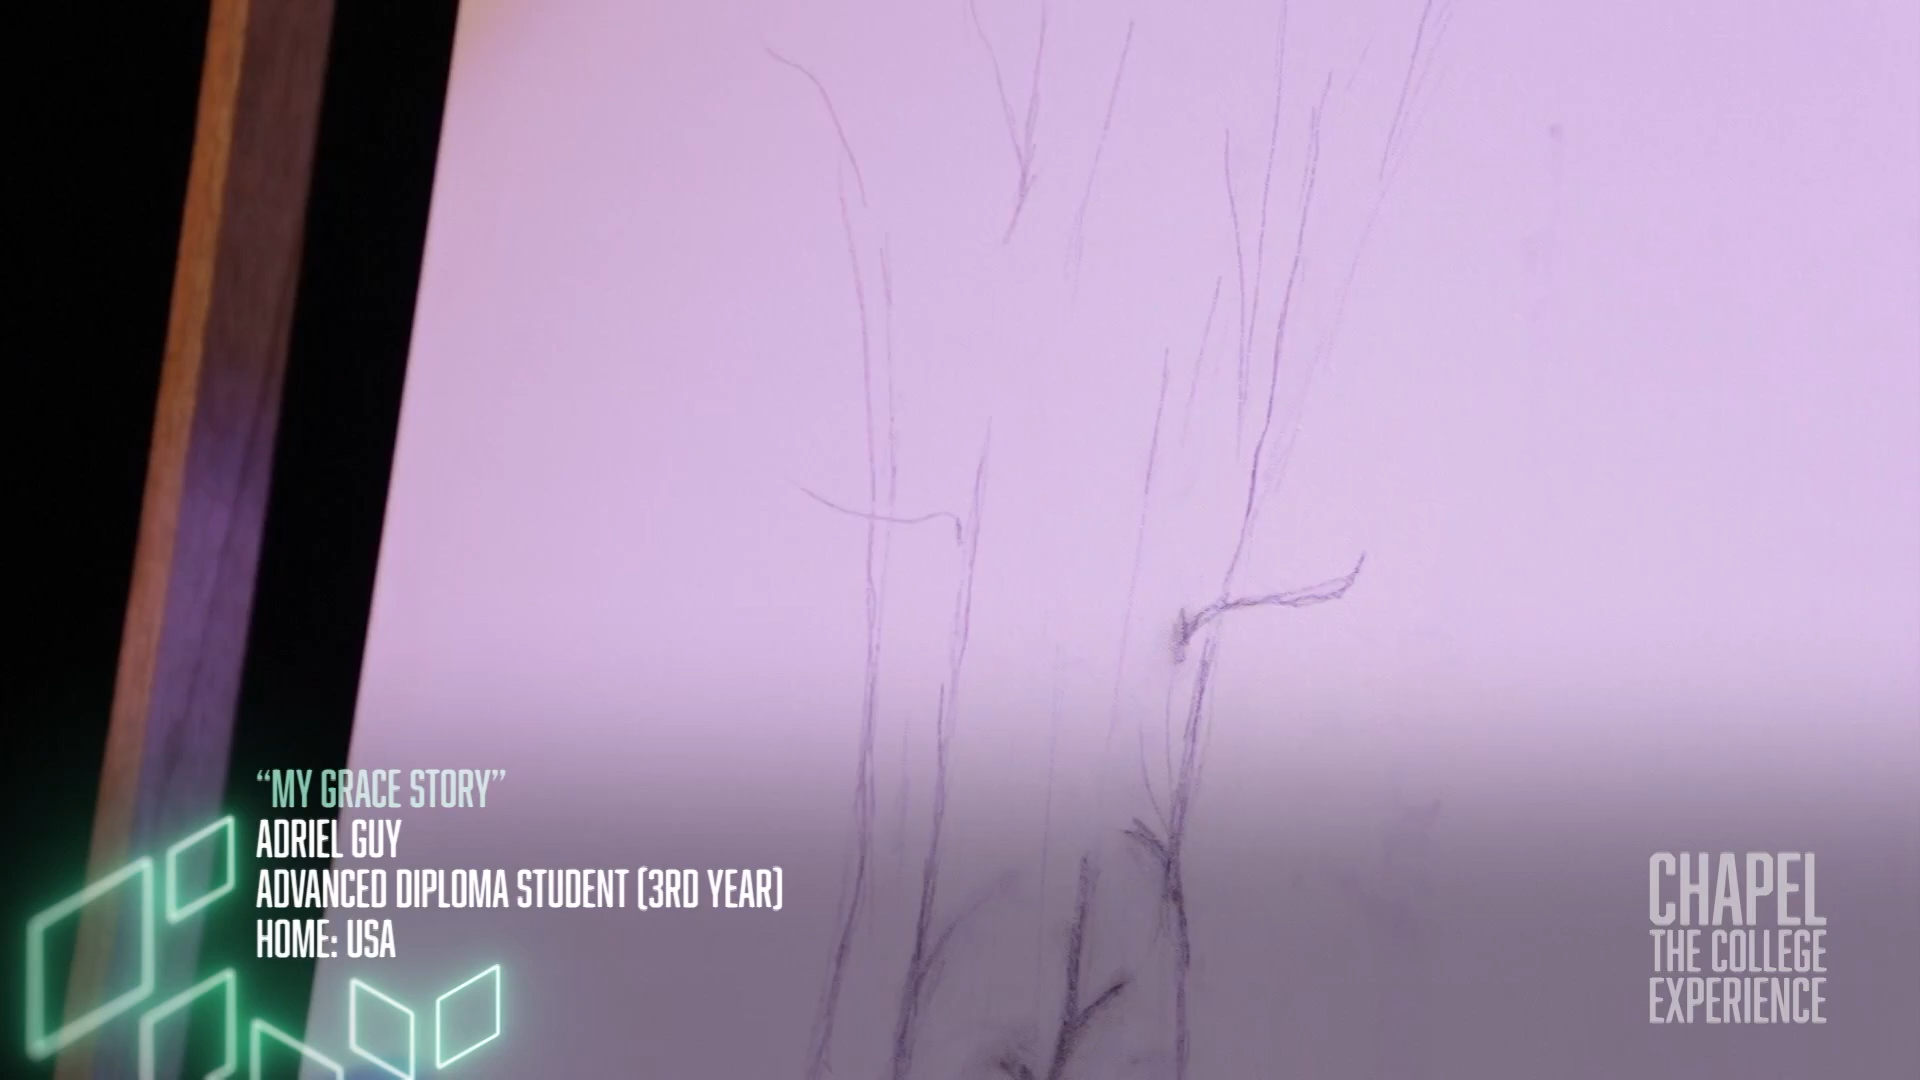 “MY GRACE STORY”
ADRIEL GUY
ADVANCED DIPLOMA STUDENT (3RD YEAR)
HOME: USA
CHAPEL
THE COLLEGE
EXPERIENCE